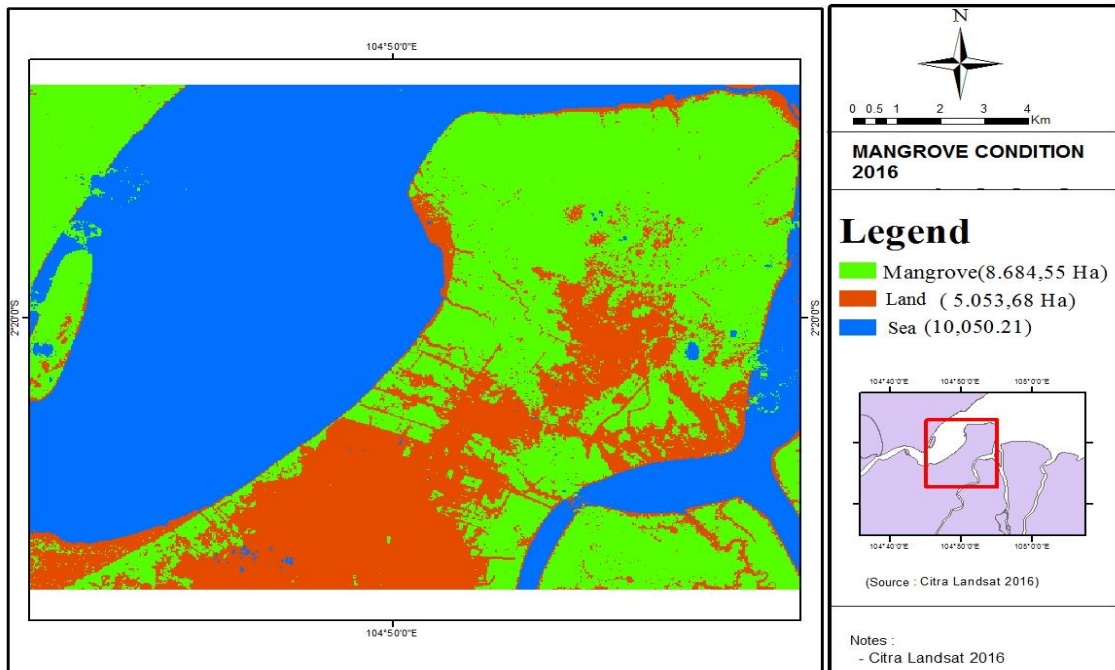 104°50'0"E
2°20'0"S
2°20'0"S
104°50'0"E
N
0 0.5 1 2 3 4
Km
MANGROVE CONDITION
2016
Legend
Mangrove(8.684,55 Ha)
Land ( 5.053,68 Ha)
Sea (10,050.21)
104°40'0"E 104°50'0"E 105°0'0"E
104°40'0"E 104°50'0"E 105°0'0"E
(Source : Citra Landsat 2016)
Notes :
- Citra Landsat 2016